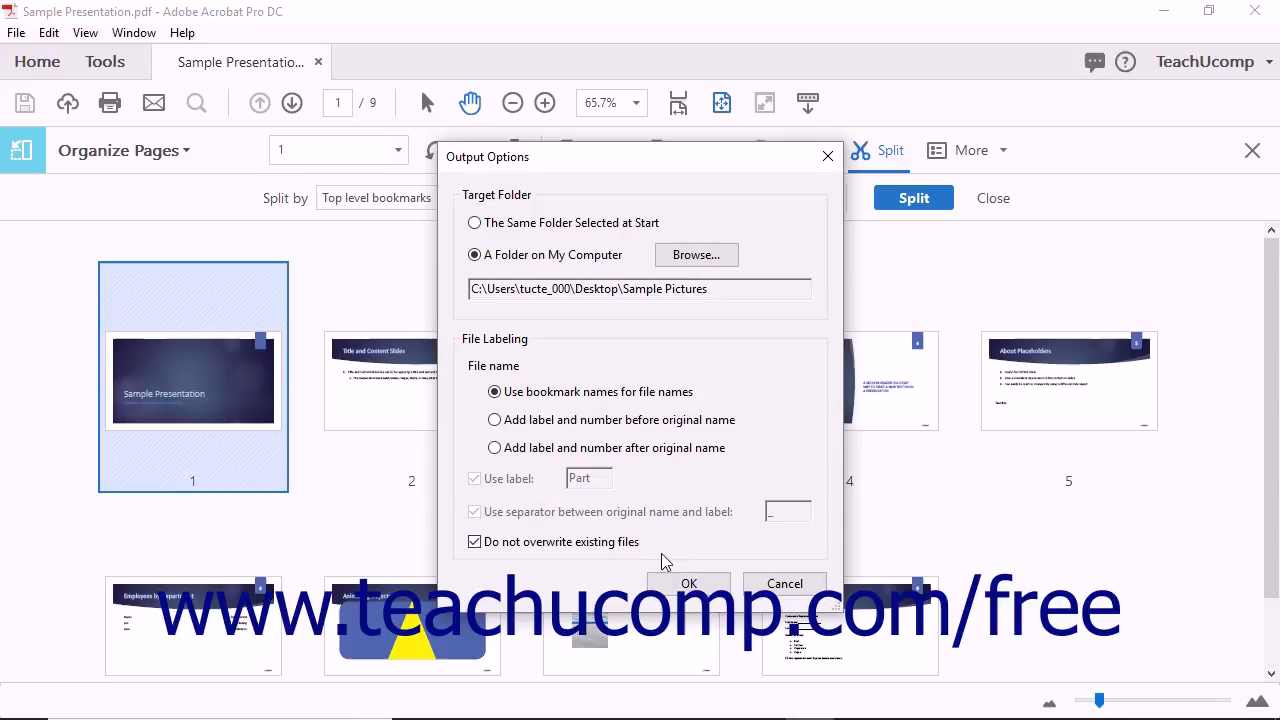 Sample Presentation.pdf - Adobe Acrobat Pro DC
File Edit View Window Help
Home Tools Sample Presentatio... × TeachUcomp
1 / 9 65.7%
Organize Pages 1 Split More
Split by Top level bookmarks Split Close
Output Options
Target Folder
The Same Folder Selected at Start
A Folder on My Computer Browse...
C:\Users\tucte_000\Desktop\Sample Pictures
File Labeling
File name
Use bookmark names for file names
Add label and number before original name
Add label and number after original name
Use label: Part
Use separator between original name and label: _
Do not overwrite existing files
OK Cancel
Sample Presentation
Title and Content Slides
About Placeholders
1 2 4 5
Employees by Department
www.teachucomp.com/free